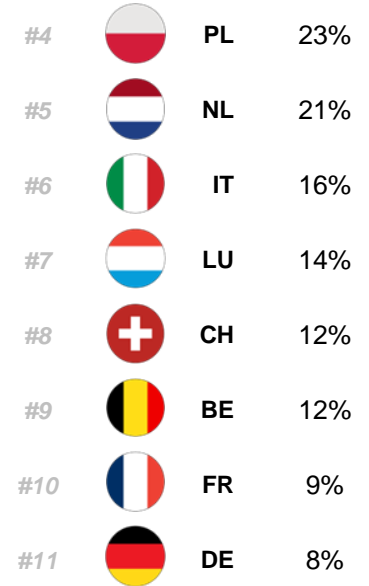 #4 PL 23%
#5 NL 21%
#6 IT 16%
#7 LU 14%
#8 CH 12%
#9 BE 12%
#10 FR 9%
#11 DE 8%